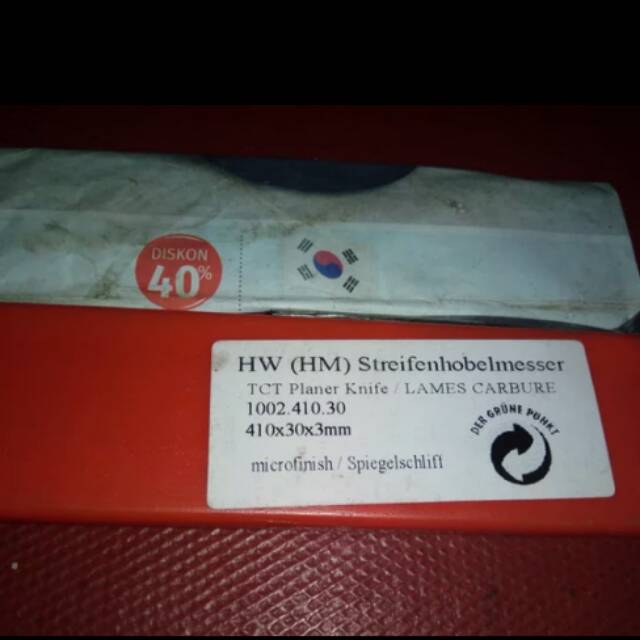 DISKON
40%
HW (HM) Streifenhobelmesser
TCT Planer Knife / LAMES CARBURE
1002.410.30
410x30x3mm
DER GRÜNE PUNKT
microfinish / Spiegelschliff